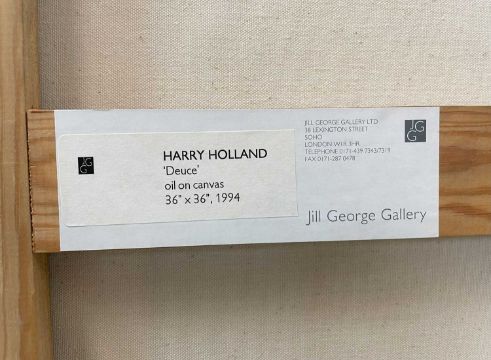 JG
G
HARRY HOLLAND
'Deuce'
oil on canvas
36" x 36", 1994
JILL GEORGE GALLERY LTD
38 LEXINGTON STREET
SOHO
LONDON W1R 3HR
TELEPHONE 0171-439 7343/7319
FAX 0171-287 0478
JG
G
Jill George Gallery